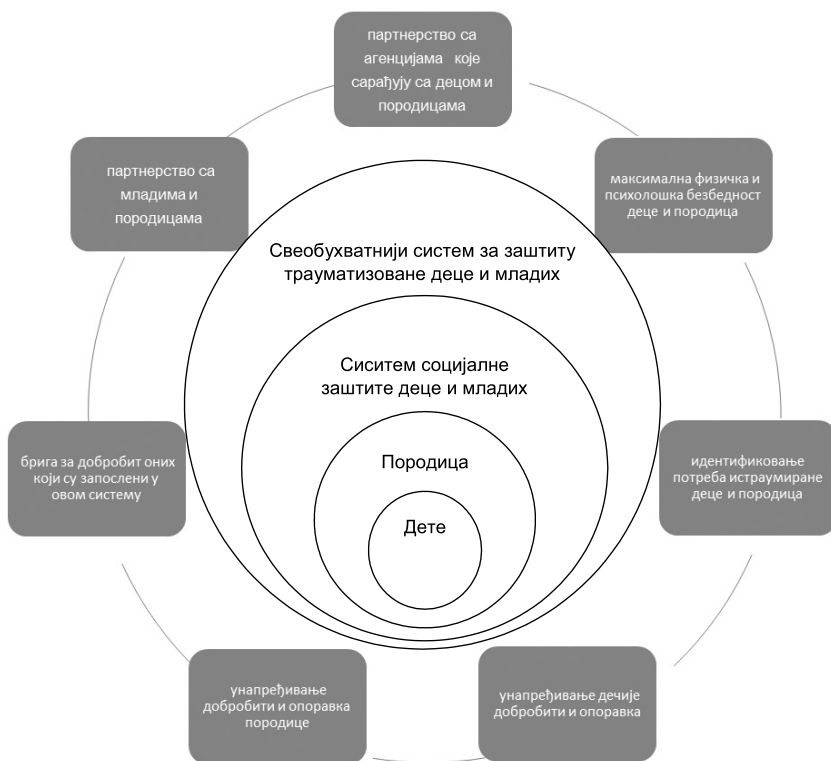 партнерство са
агенцијама које
сарађују са децом и
породицама
партнерство са
младима и
породицама
максимална физичка и
психолошка безбедност
деце и породица
Свеобухватнији систем за заштиту
трауматизоване деце и младих
Сиситем социјалне
заштите деце и младих
Породица
Дете
брига за добробит оних
који су запослени у
овом систему
идентификовање
потреба истраумиране
деце и породица
унапређивање
добробити и опоравка
породице
унапређивање дечије
добробити и опоравка